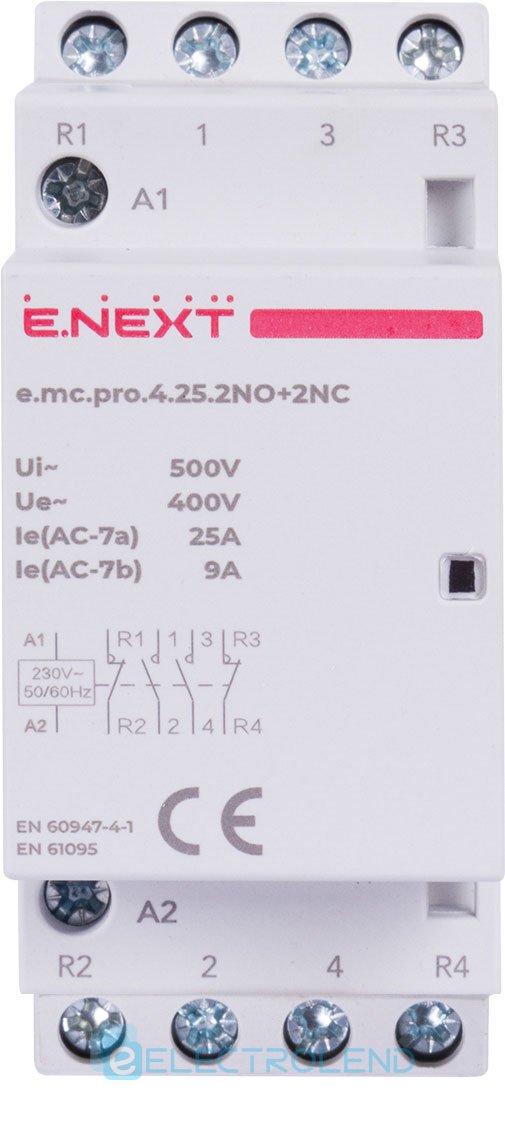 R1 1 3 R3
A1
E.NEXT
e.mc.pro.4.25.2NO+2NC
Ui~ 500V
Ue~ 400V
Ie(AC-7a) 25A
Ie(AC-7b) 9A
A1 R1 1 3 R3
230V~
50/60Hz
A2 R2 2 4 R4
EN 60947-4-1
EN 61095
CE
A2
R2 2 4 R4
ELECTROLEND